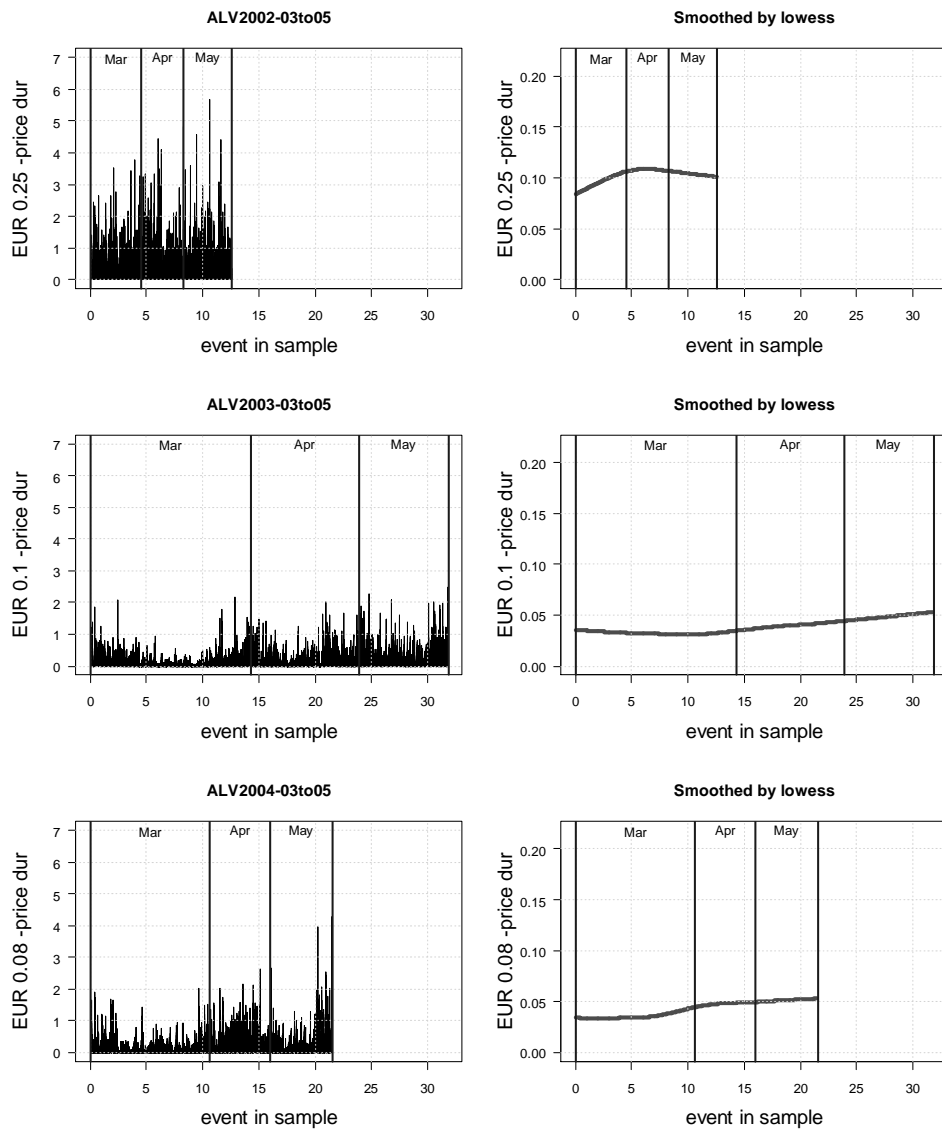 ALV2002-03to05
Smoothed by lowess
EUR 0.25 -price dur
7
6
5
4
3
2
1
0
Mar
Apr
May
0 5 10 15 20 25 30
event in sample
EUR 0.25 -price dur
0.20
0.15
0.10
0.05
0.00
Mar
Apr
May
0 5 10 15 20 25 30
event in sample
ALV2003-03to05
Smoothed by lowess
EUR 0.1 -price dur
7
6
5
4
3
2
1
0
Mar
Apr
May
0 5 10 15 20 25 30
event in sample
EUR 0.1 -price dur
0.20
0.15
0.10
0.05
0.00
Mar
Apr
May
0 5 10 15 20 25 30
event in sample
ALV2004-03to05
Smoothed by lowess
EUR 0.08 -price dur
7
6
5
4
3
2
1
0
Mar
Apr
May
0 5 10 15 20 25 30
event in sample
EUR 0.08 -price dur
0.20
0.15
0.10
0.05
0.00
Mar
Apr
May
0 5 10 15 20 25 30
event in sample